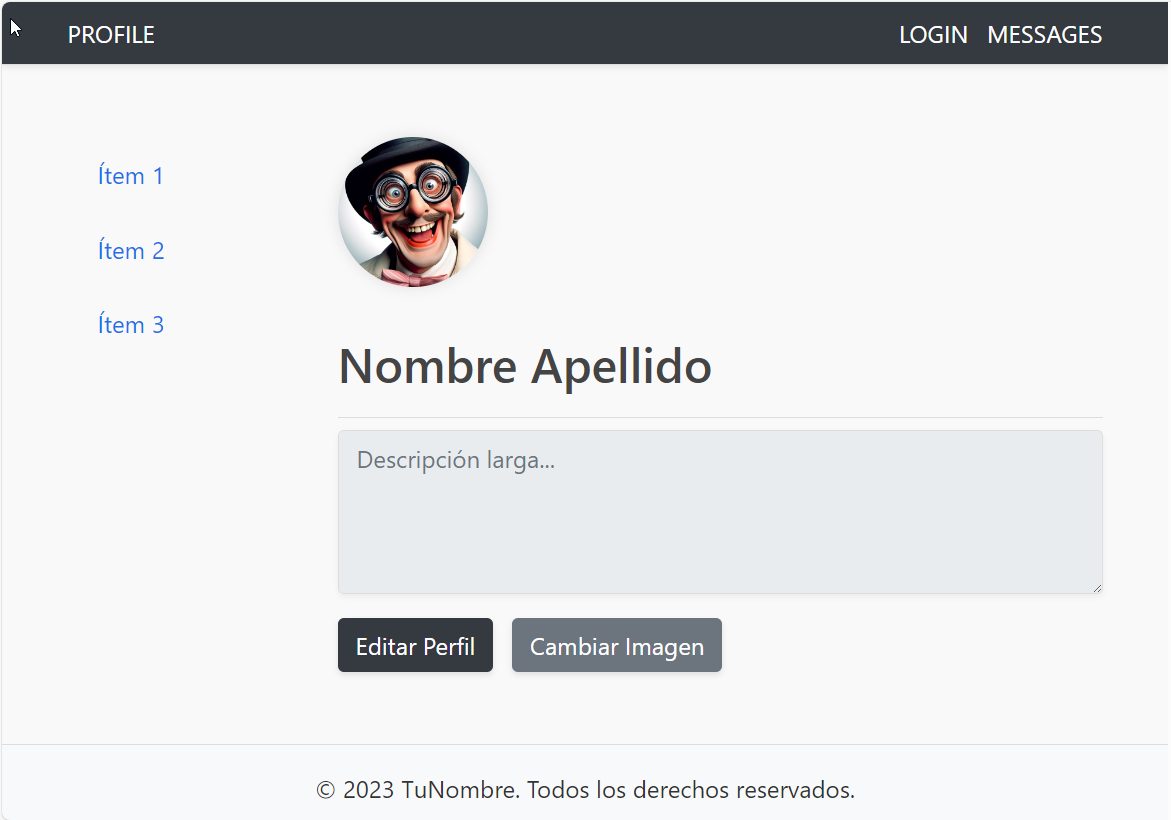 PROFILE LOGIN MESSAGES
Ítem 1
Ítem 2
Ítem 3
Nombre Apellido
Descripción larga...
Editar Perfil Cambiar Imagen
© 2023 TuNombre. Todos los derechos reservados.